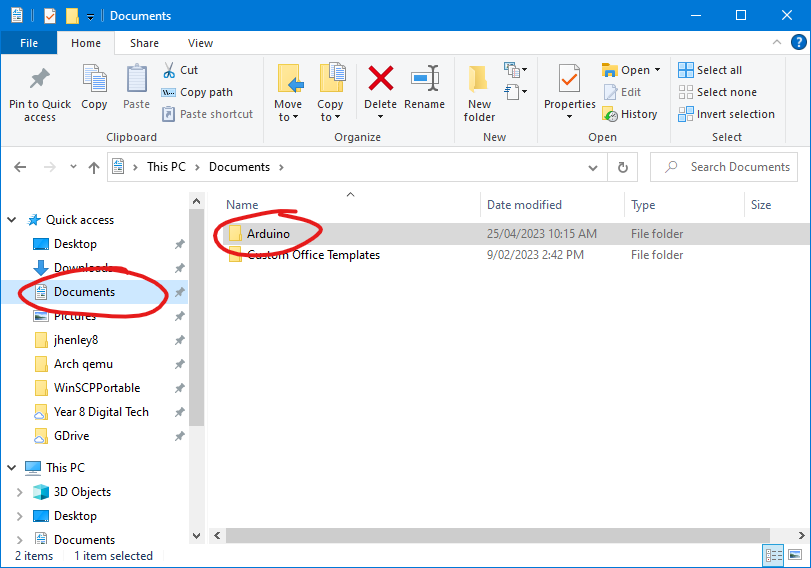 Documents
File Home Share View
Pin to Quick access
Copy
Paste
Cut
Copy path
Paste shortcut
Clipboard
Move to
Copy to
Delete
Rename
Organize
New folder
New
Properties
Open
Edit
History
Open
Select all
Select none
Invert selection
Select
This PC > Documents >
Search Documents
Quick access
Desktop
Downloads
Documents
Pictures
jhenley8
Arch qemu
WinSCPPortable
Year 8 Digital Tech
GDrive
This PC
3D Objects
Desktop
Documents
Name Date modified Type Size
Arduino 25/04/2023 10:15 AM File folder
Custom Office Templates 9/02/2023 2:42 PM File folder
2 items 1 item selected